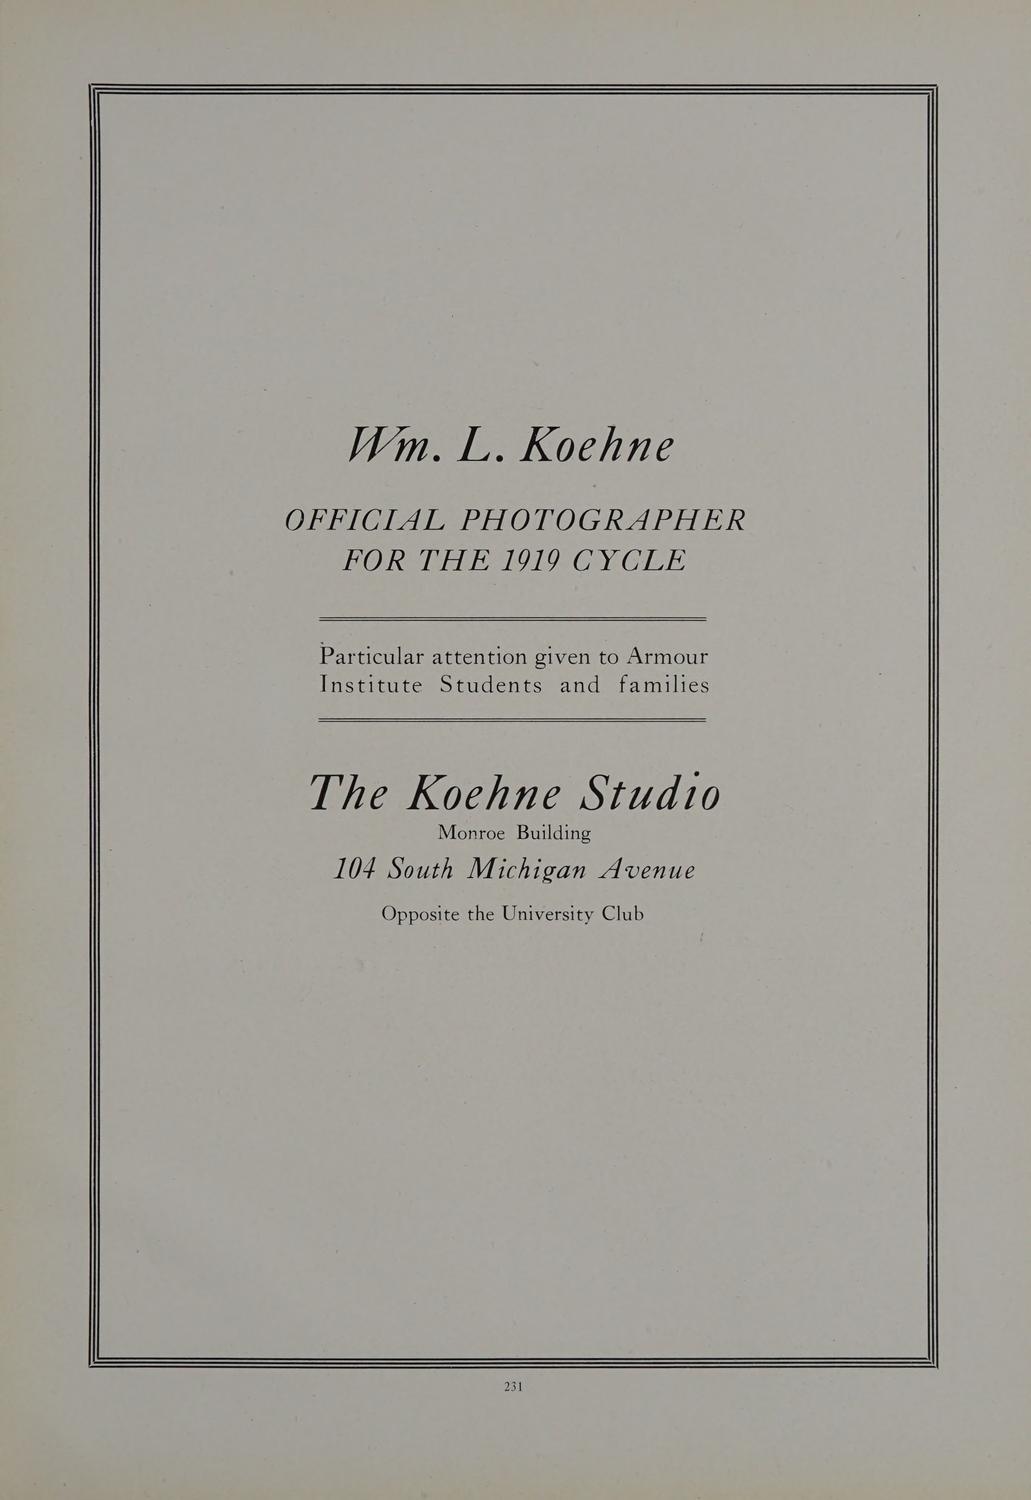 Wm. L. Koehne
OFFICIAL PHOTOGRAPHER
FOR THE 1919 CYCLE
Particular attention given to Armour
Institute Students and families
The Koehne Studio
Monroe Building
104 South Michigan Avenue
Opposite the University Club
231